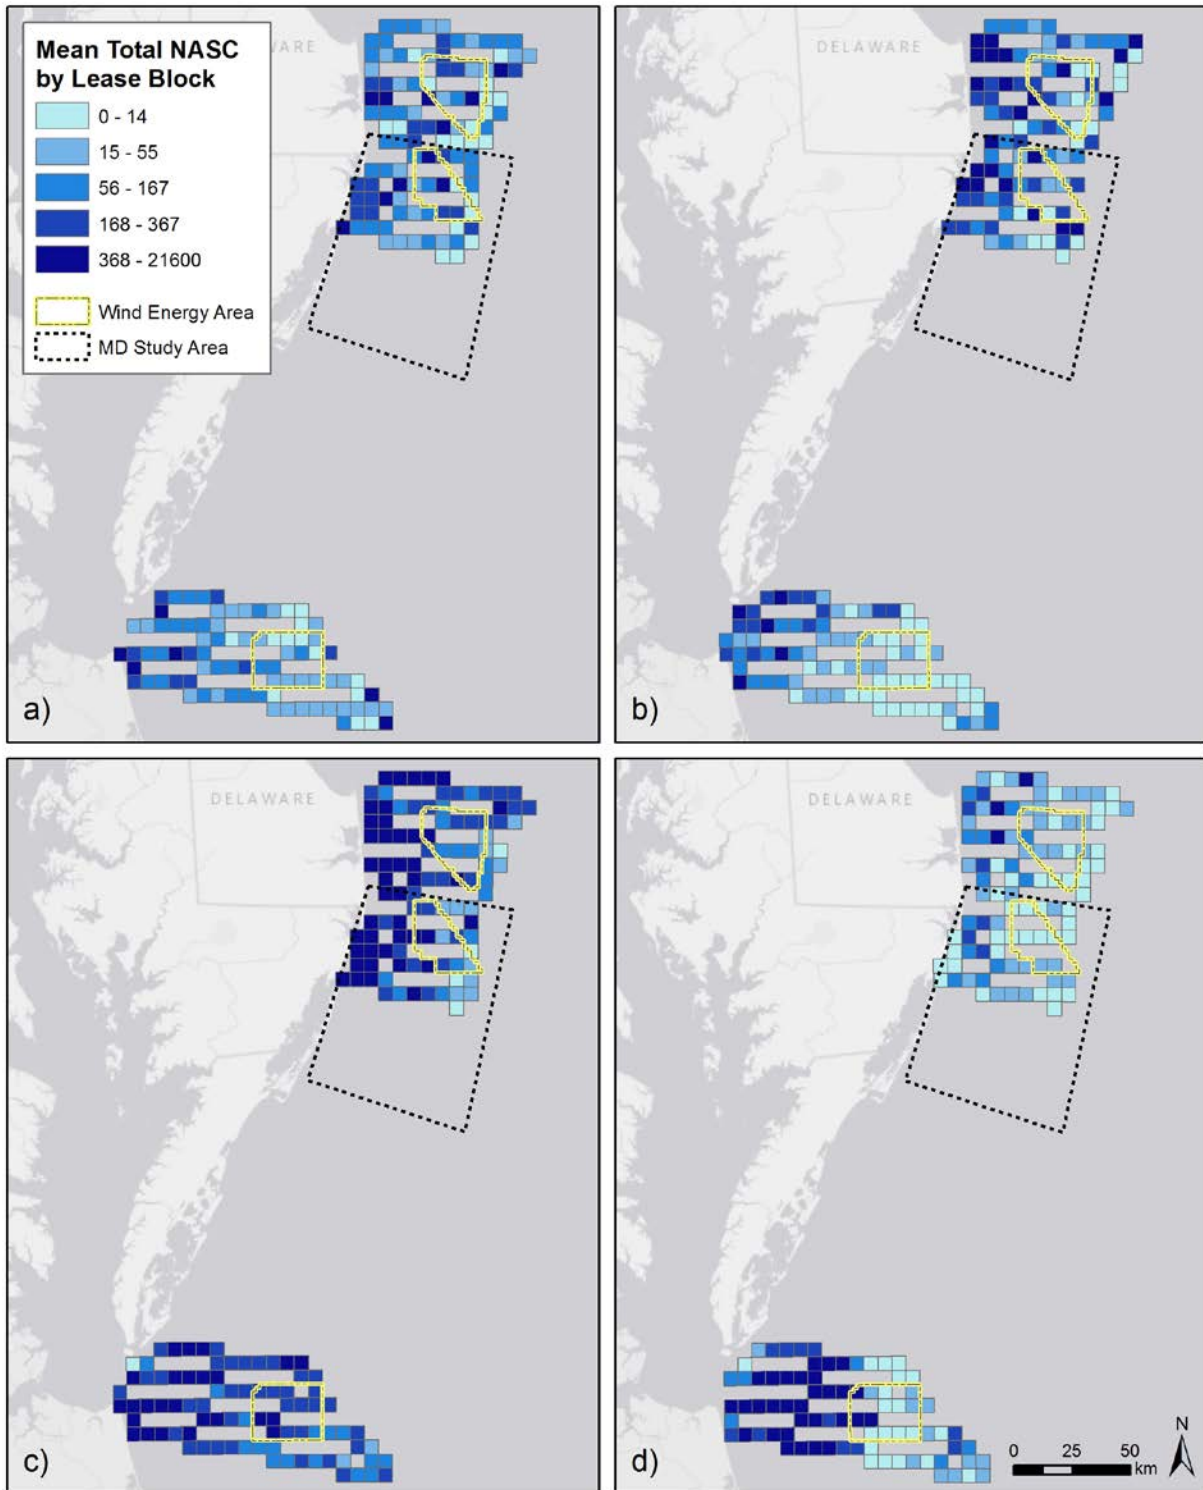 Mean Total NASC
by Lease Block
0 - 14
15 - 55
56 - 167
168 - 367
368 - 21600
Wind Energy Area
MD Study Area
WARE
a)
DELAWARE
b)
DELAWARE
c)
DELAWARE
d)
N
0 25 50
km